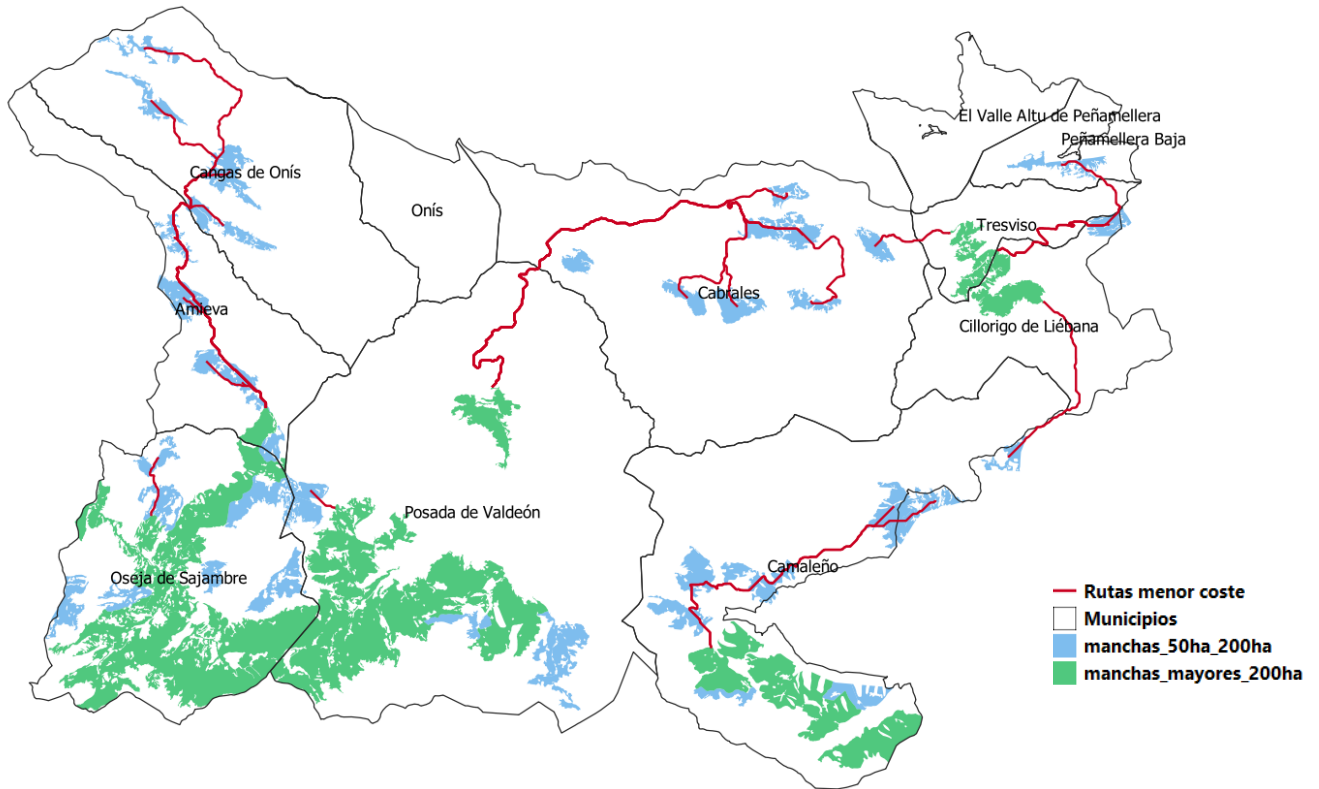 El Valle Altu de Peñamellera
Peñamellera Baja
Cangas de Onís
Onís
Tresviso
Cabrales
Amieva
Cillorigo de Liébana
Posada de Valdeón
Camaleño
Oseja de Sajambre
Rutas menor coste
Municipios
manchas_50ha_200ha
manchas_mayores_200ha